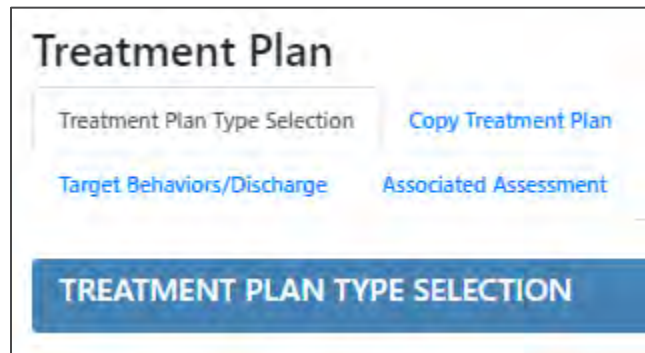 Treatment Plan
Treatment Plan Type Selection Copy Treatment Plan
Target Behaviors/Discharge Associated Assessment
TREATMENT PLAN TYPE SELECTION